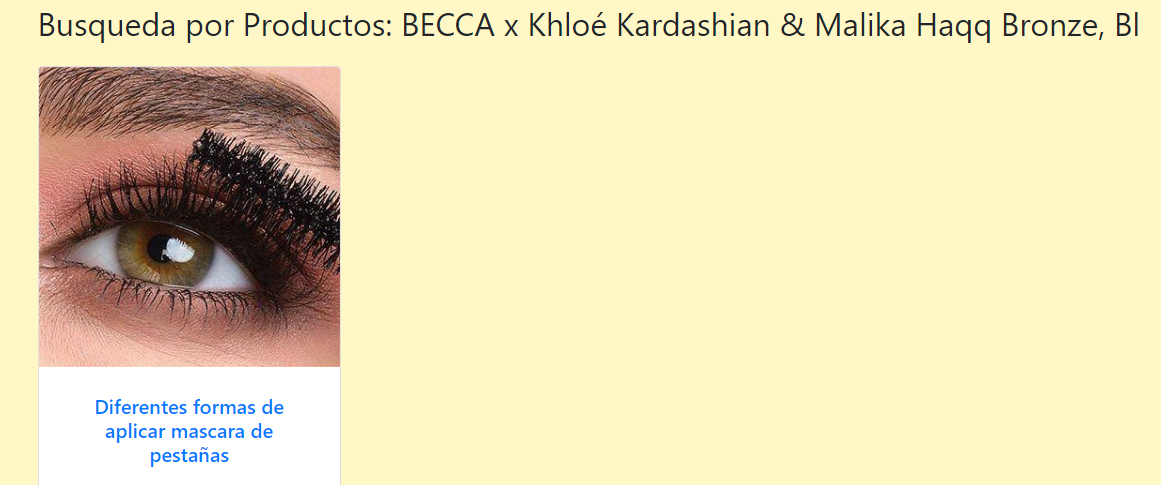 Busqueda por Productos: BECCA x Khloé Kardashian & Malika Haqq Bronze, Bl
Diferentes formas de
aplicar mascara de
pestañas